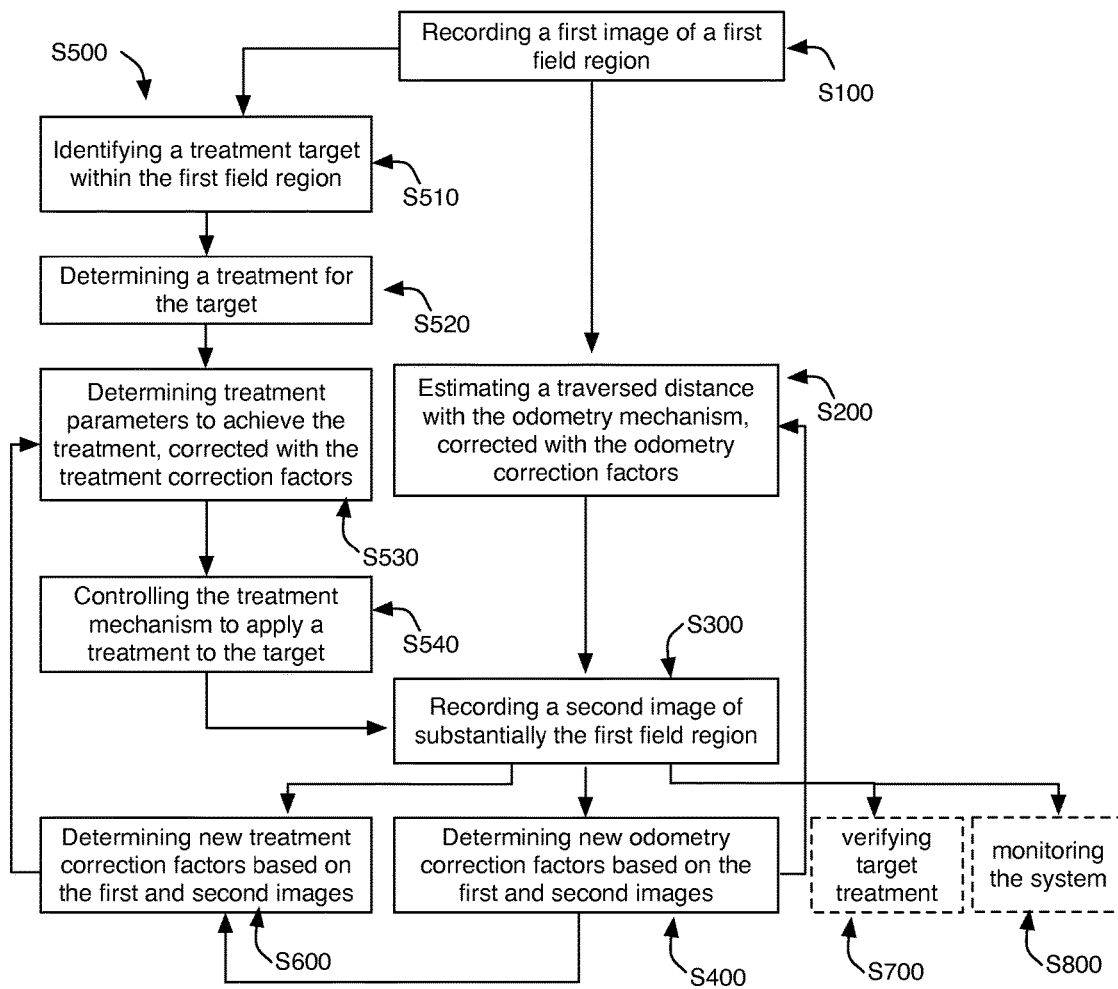 Recording a first image of a first
field region
S100
S500
Identifying a treatment target
within the first field region
S510
Determining a treatment for
the target
S520
Determining treatment
parameters to achieve the
treatment, corrected with the
treatment correction factors
S530
Estimating a traversed distance
with the odometry mechanism,
corrected with the odometry
correction factors
S200
Controlling the treatment
mechanism to apply a
treatment to the target
S540
S300
Recording a second image of
substantially the first field region
Determining new treatment
correction factors based on
the first and second images
S600
Determining new odometry
correction factors based on the
first and second images
S400
verifying
target
treatment
S700
monitoring
the system
S800